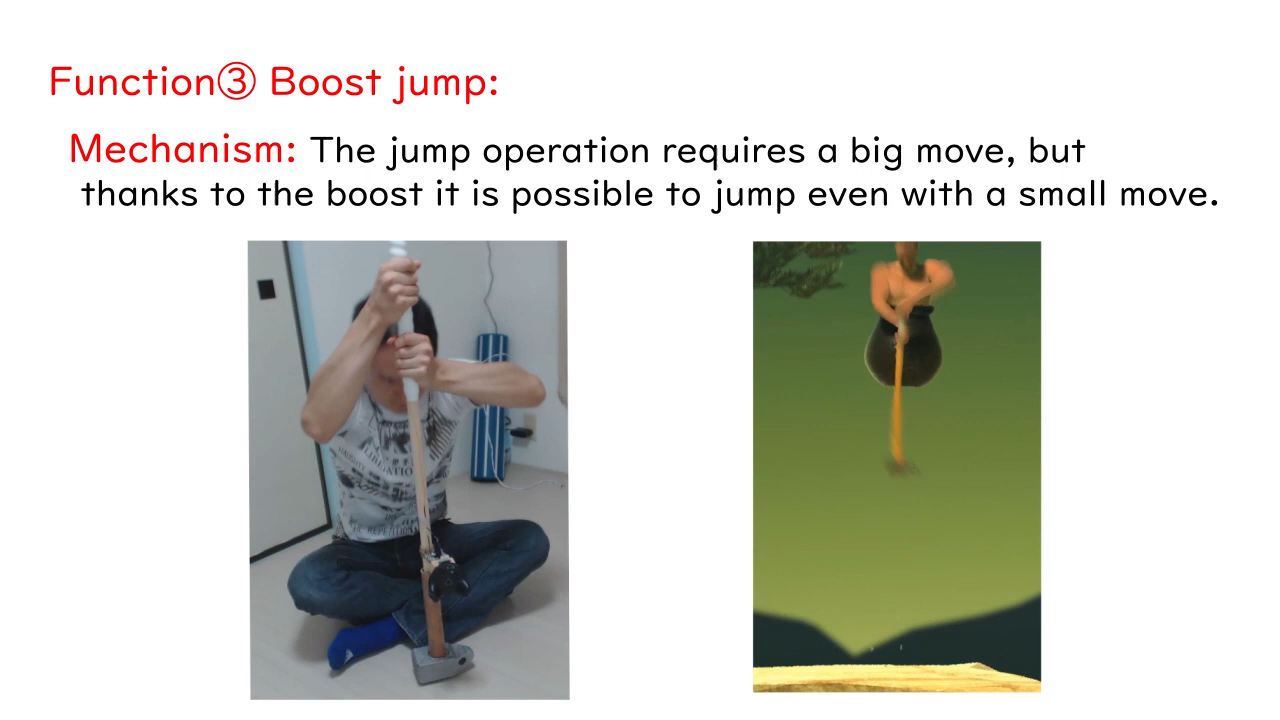 Function③ Boost jump:
Mechanism: The jump operation requires a big move, but
thanks to the boost it is possible to jump even with a small move.